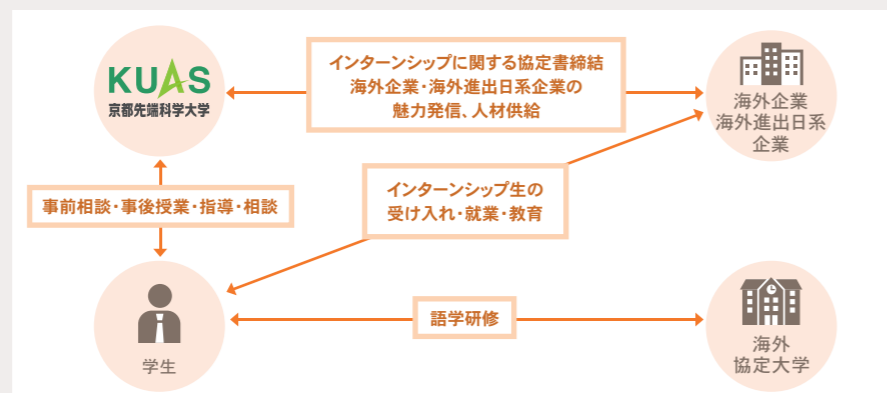 KUAS
京都先端科学大学
インターンシップに関する協定書締結
海外企業・海外進出日系企業の
魅力発信、人材供給
海外企業
海外進出日系
企業
事前相談・事後授業・指導・相談
インターンシップ生の
受け入れ・就業・教育
学生
語学研修
海外
協定大学